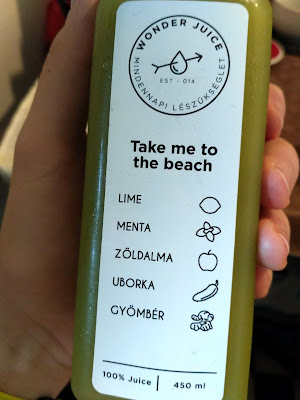 WONDER JUICE
MINDENNAPI LÉSZÜKSÉGLET
EST - 014
Take me to
the beach
LIME
MENTA
ZÖLDALMA
UBORKA
GYÖMBÉR
100% Juice | 450 ml